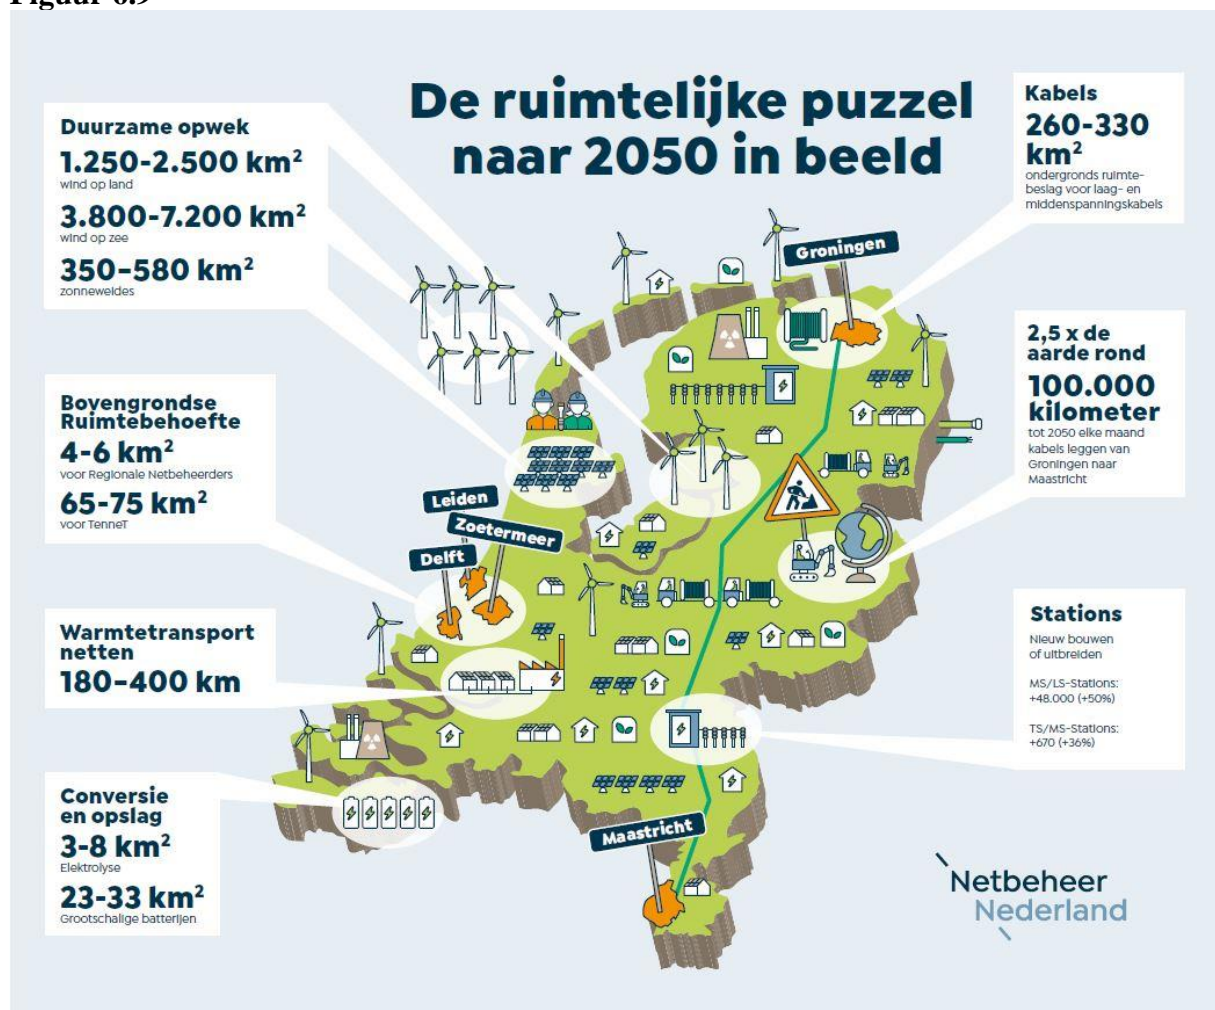 Figuur 6.9
De ruimtelijke puzzel
naar 2050 in beeld
Duurzame opwek
1.250-2.500 km²
wind op land
3.800-7.200 km²
wind op zee
350-580 km²
zonneweldes
Bovengrondse
Ruimtebehoefte
4-6 km²
voor Regionale Netbeheerders
65-75 km²
voor TenneT
Warmtetransport
netten
180-400 km
Conversie
en opslag
3-8 km²
Elektrolyse
23-33 km²
Grootschalige batterijen
Groningen
Leiden
Zoetermeer
Delft
Maastricht
Kabels
260-330
km²
ondergronds ruimte-
beslag voor laag- en
middenspanningskabels
2,5 x de
aarde rond
100.000
kilometer
tot 2050 elke maand
kabels leggen van
Groningen naar
Maastricht
Stations
Nieuw bouwen
of uitbreiden
MS/LS-Stations:
+48.000 (+50%)
TS/MS-Stations:
+670 (+36%)
Netbeheer
Nederland